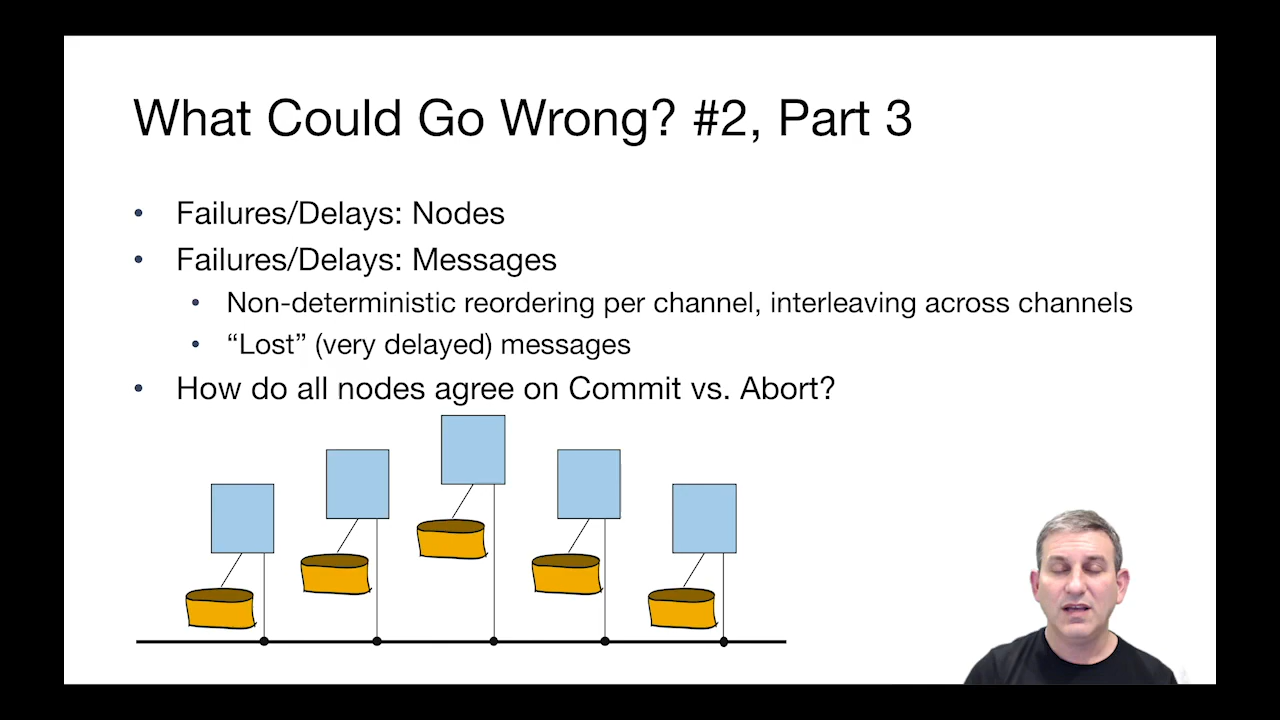 What Could Go Wrong? #2, Part 3
• Failures/Delays: Nodes
• Failures/Delays: Messages
• Non-deterministic reordering per channel, interleaving across channels
• “Lost” (very delayed) messages
• How do all nodes agree on Commit vs. Abort?